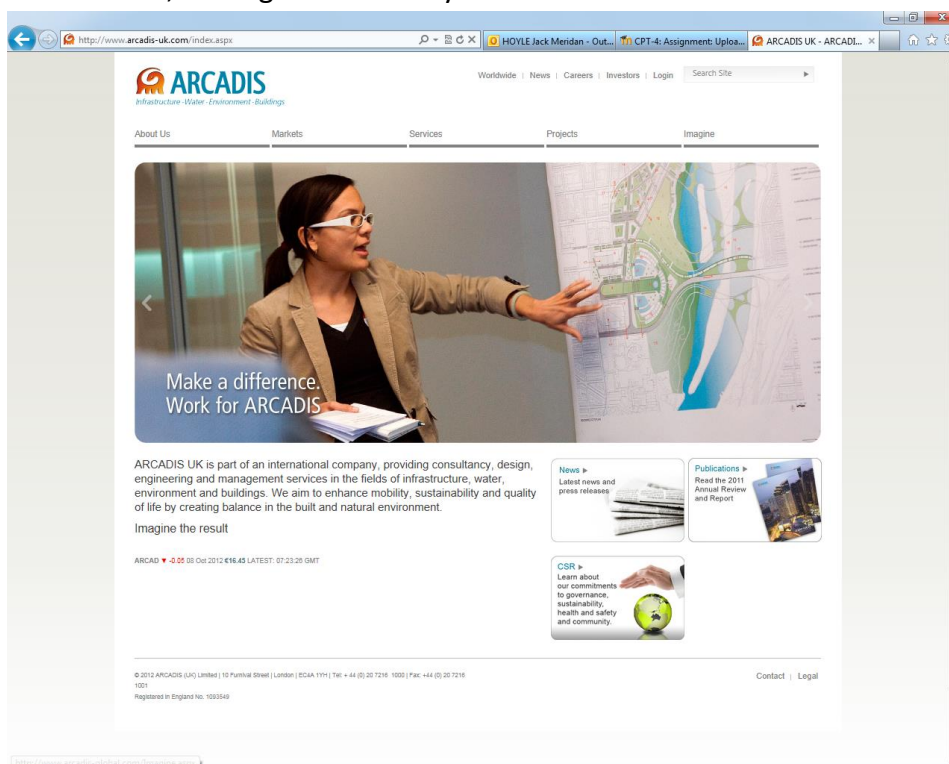 http://www.arcadis-uk.com/index.aspx
HOYLE Jack Meridan - Out...
CPT-4: Assignment: Uploa...
ARCADIS UK - ARCADI...
ARCADIS
Infrastructure · Water · Environment · Buildings
Worldwide | News | Careers | Investors | Login
Search Site
About Us
Markets
Services
Projects
Imagine
Make a difference.
Work for ARCADIS
ARCADIS UK is part of an international company, providing consultancy, design,
engineering and management services in the fields of infrastructure, water,
environment and buildings. We aim to enhance mobility, sustainability and quality
of life by creating balance in the built and natural environment.
Imagine the result
ARCAD ▼ -0.05 08 Oct 2012 €16.45 LATEST: 07:23:26 GMT
News
Latest news and
press releases
Publications
Read the 2011
Annual Review
and Report
CSR
Learn about
our commitments
to governance,
sustainability,
health and safety
and community.
© 2012 ARCADIS (UK) Limited | 10 Furnival Street | London | EC4A 1YH | Tel: + 44 (0) 20 7216 1000 | Fax: +44 (0) 20 7216
1001
Registered in England No. 1093549
Contact | Legal